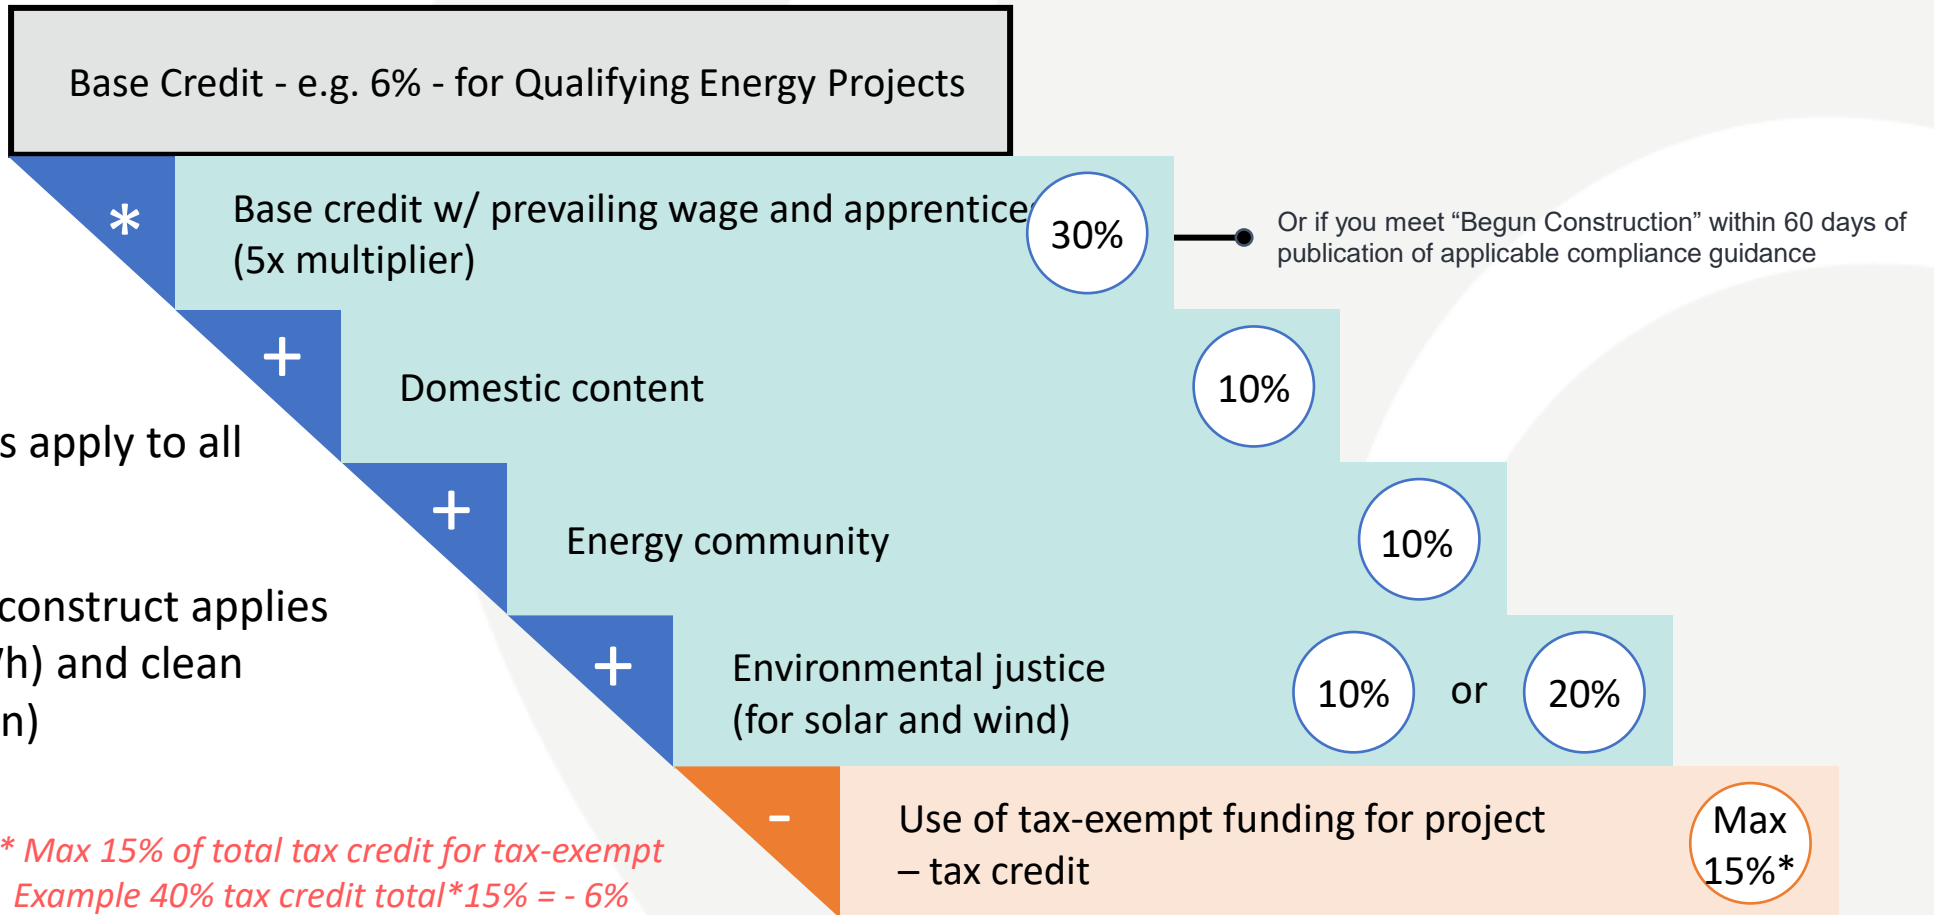 Base Credit - e.g. 6% - for Qualifying Energy Projects
*
Base credit w/ prevailing wage and apprentice
(5x multiplier)
30%
Or if you meet “Begun Construction” within 60 days of
publication of applicable compliance guidance
+
Domestic content
10%
s apply to all
+
Energy community
10%
construct applies
h) and clean
n)
+
Environmental justice
(for solar and wind)
10%
or
20%
-
Use of tax-exempt funding for project
– tax credit
Max
15%*
* Max 15% of total tax credit for tax-exempt
Example 40% tax credit total*15% = - 6%